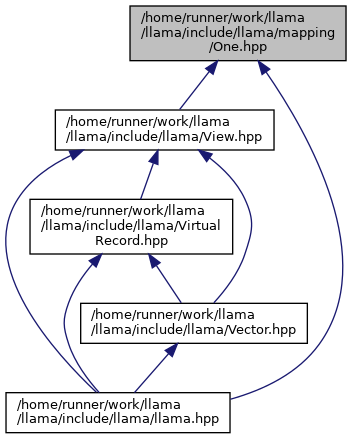 /home/runner/work/llama
/llama/include/llama/mapping
/One.hpp
/home/runner/work/llama
/llama/include/llama/View.hpp
/home/runner/work/llama
/llama/include/llama/Virtual
Record.hpp
/home/runner/work/llama
/llama/include/llama/Vector.hpp
/home/runner/work/llama
/llama/include/llama/llama.hpp